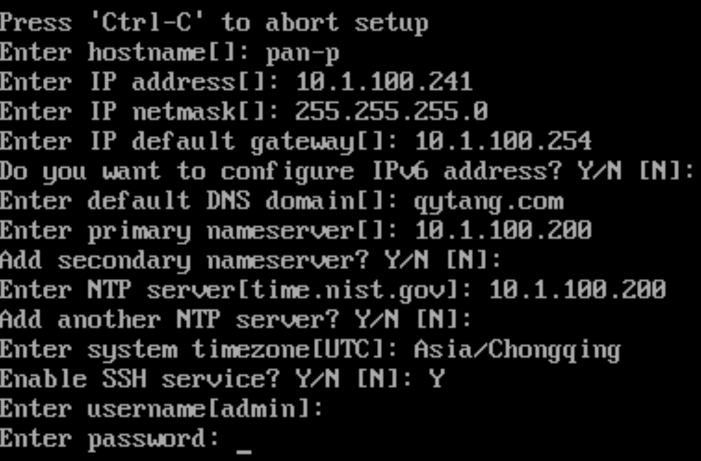 Press 'Ctrl-C' to abort setup
Enter hostname[]: pan-p
Enter IP address[]: 10.1.100.241
Enter IP netmask[]: 255.255.255.0
Enter IP default gateway[]: 10.1.100.254
Do you want to configure IPv6 address? Y/N [N]:
Enter default DNS domain[]: qytang.com
Enter primary nameserver[]: 10.1.100.200
Add secondary nameserver? Y/N [N]:
Enter NTP server[time.nist.gov]: 10.1.100.200
Add another NTP server? Y/N [N]:
Enter system timezone[UTC]: Asia/Chongqing
Enable SSH service? Y/N [N]: Y
Enter username[admin]:
Enter password: _